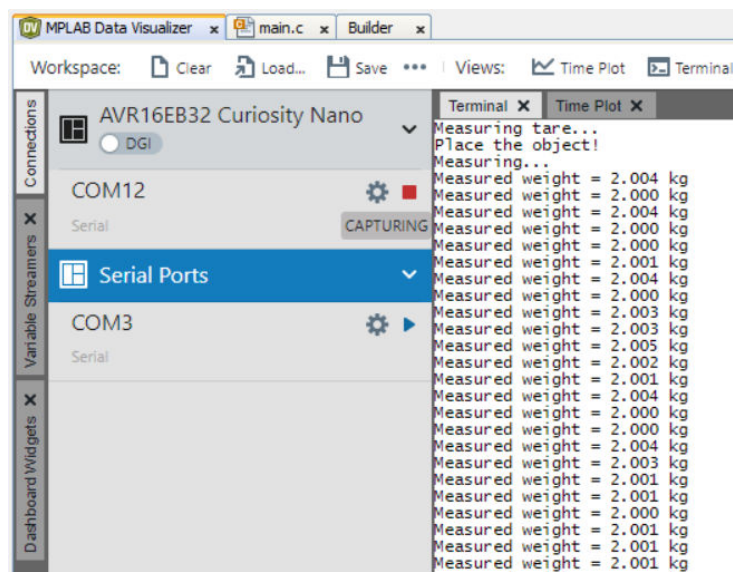 DV MPLAB Data Visualizer x main.c x Builder x
Workspace: Clear Load... Save ••• Views: Time Plot Terminal
Connections
Variable Streamers
Dashboard Widgets
AVR16EB32 Curiosity Nano
DGI
COM12
Serial CAPTURING
Serial Ports
COM3
Serial
Terminal X Time Plot X
Measuring tare...
Place the object!
Measuring...
Measured weight = 2.004 kg
Measured weight = 2.000 kg
Measured weight = 2.004 kg
Measured weight = 2.000 kg
Measured weight = 2.000 kg
Measured weight = 2.001 kg
Measured weight = 2.004 kg
Measured weight = 2.000 kg
Measured weight = 2.003 kg
Measured weight = 2.003 kg
Measured weight = 2.005 kg
Measured weight = 2.002 kg
Measured weight = 2.001 kg
Measured weight = 2.004 kg
Measured weight = 2.000 kg
Measured weight = 2.000 kg
Measured weight = 2.004 kg
Measured weight = 2.003 kg
Measured weight = 2.001 kg
Measured weight = 2.001 kg
Measured weight = 2.000 kg
Measured weight = 2.001 kg
Measured weight = 2.001 kg
Measured weight = 2.001 kg